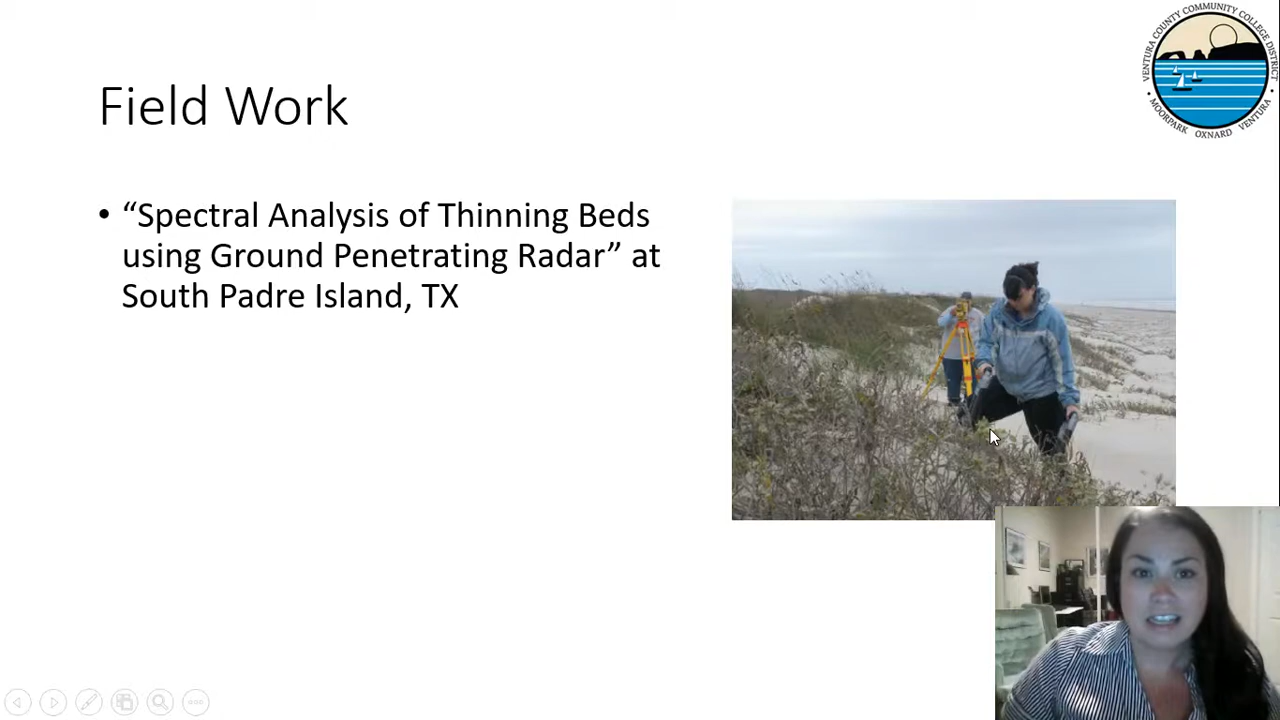 VENTURA COUNTY COMMUNITY COLLEGE DISTRICT
• MOORPARK OXNARD VENTURA •
Field Work
• “Spectral Analysis of Thinning Beds
using Ground Penetrating Radar” at
South Padre Island, TX